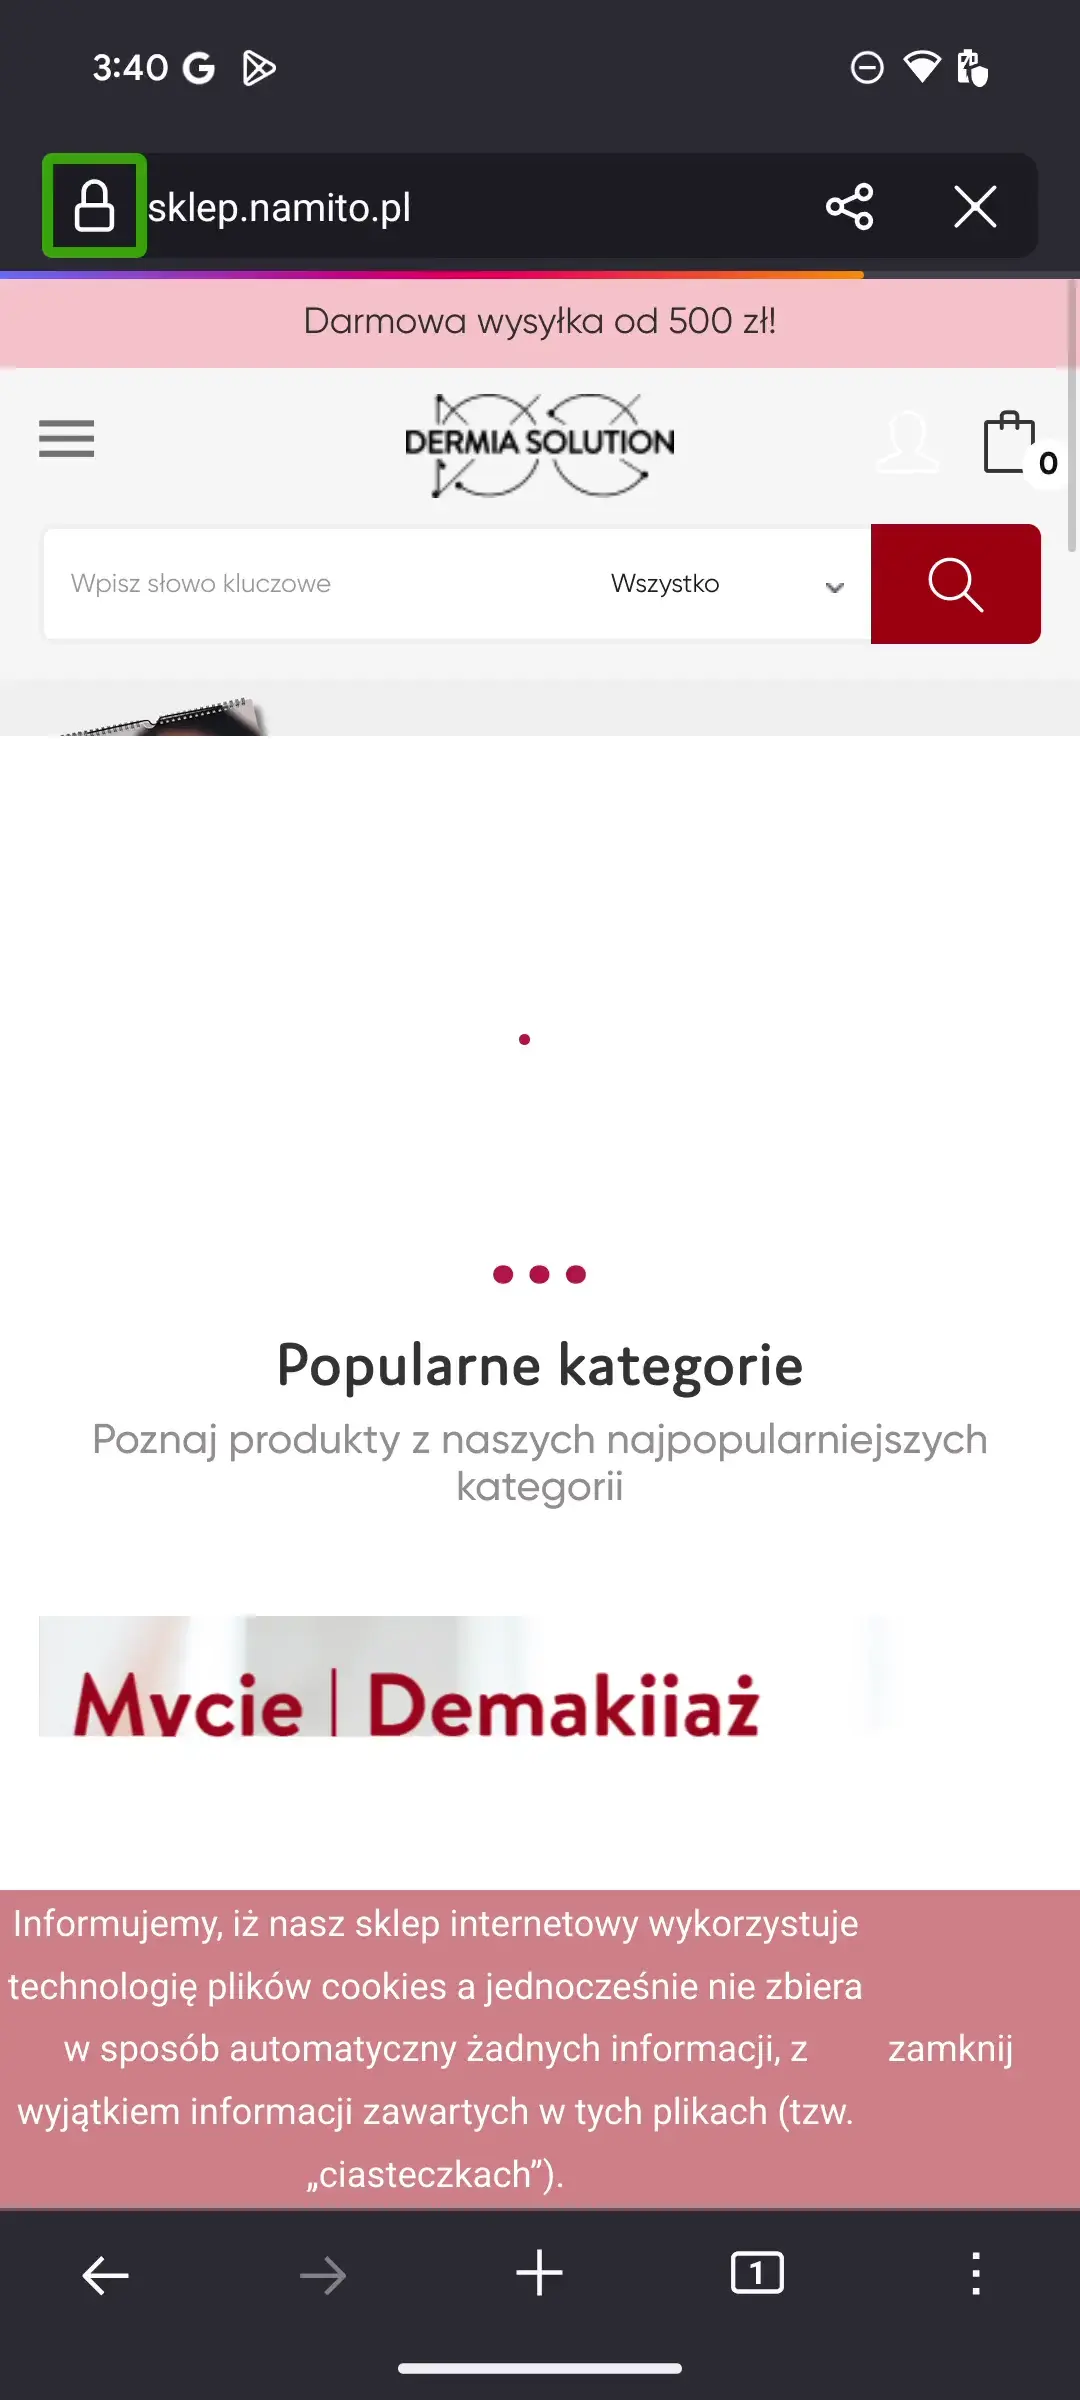 3:40
sklep.namito.pl
Darmowa wysyłka od 500 zł!
DERMIA SOLUTION
0
Wpisz słowo kluczowe
Wszystko
Popularne kategorie
Poznaj produkty z naszych najpopularniejszych
kategorii
Mycie | Demakijaż
Informujemy, iż nasz sklep internetowy wykorzystuje
technologię plików cookies a jednocześnie nie zbiera
w sposób automatyczny żadnych informacji, z
zamknij
wyjątkiem informacji zawartych w tych plikach (tzw.
„ciasteczkach”).
1